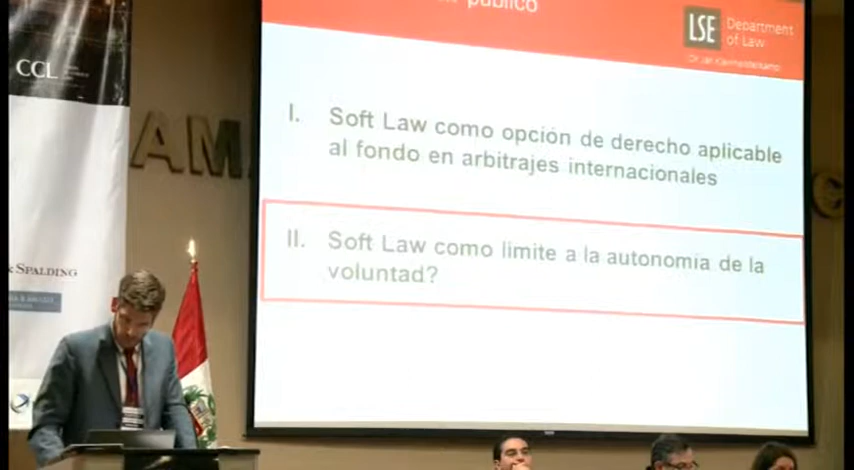 público
LSE Department
of Law
CCL
AM
I. Soft Law como opción de derecho aplicable
al fondo en arbitrajes internacionales
II. Soft Law como limite a la autonomia de la
voluntad?
& SPALDING